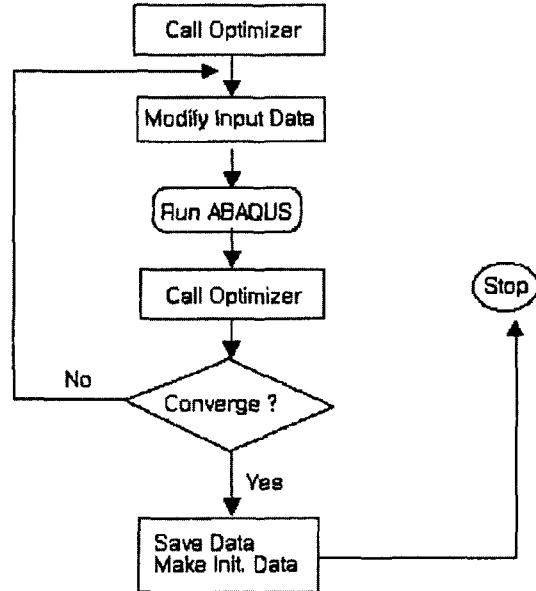 Call Optimizer
Modify Input Data
Run ABAQUS
Call Optimizer
Stop
No
Converge ?
Yes
Save Data
Make Init. Data